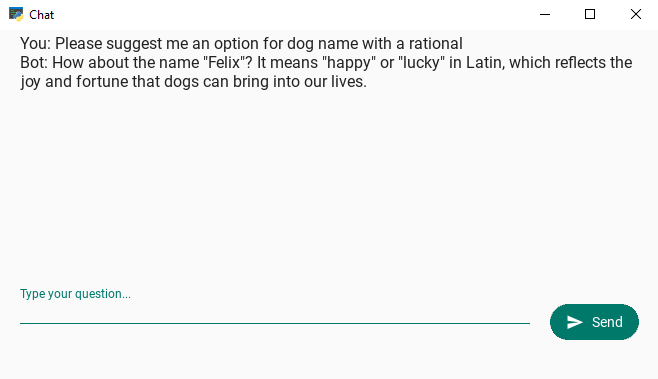 Chat
You: Please suggest me an option for dog name with a rational
Bot: How about the name "Felix"? It means "happy" or "lucky" in Latin, which reflects the
joy and fortune that dogs can bring into our lives.
Type your question...
Send